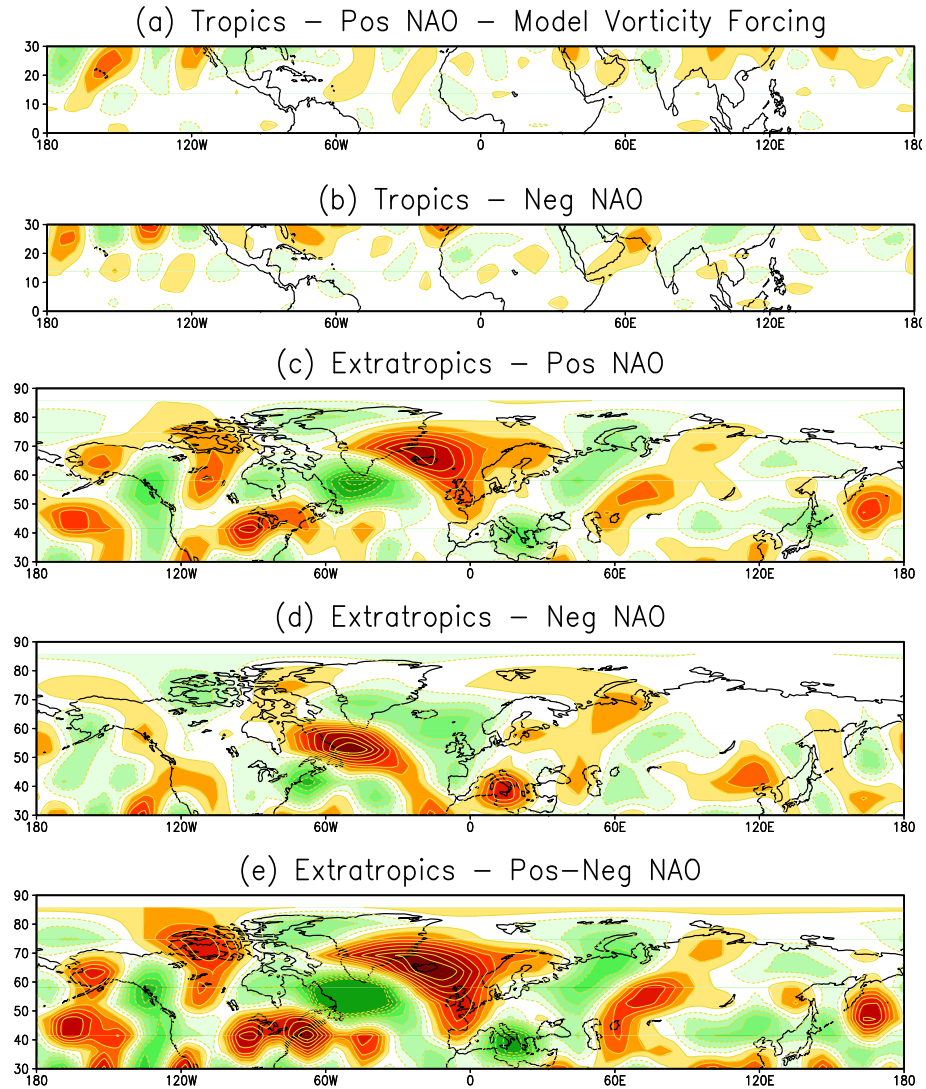 (a) Tropics – Pos NAO – Model Vorticity Forcing
30
20
10
0
180 120W 60W 0 60E 120E 180
(b) Tropics – Neg NAO
30
20
10
0
180 120W 60W 0 60E 120E 180
(c) Extratropics – Pos NAO
90
80
70
60
50
40
30
180 120W 60W 0 60E 120E 180
(d) Extratropics – Neg NAO
90
80
70
60
50
40
30
180 120W 60W 0 60E 120E 180
(e) Extratropics – Pos–Neg NAO
90
80
70
60
50
40
30
180 120W 60W 0 60E 120E 180